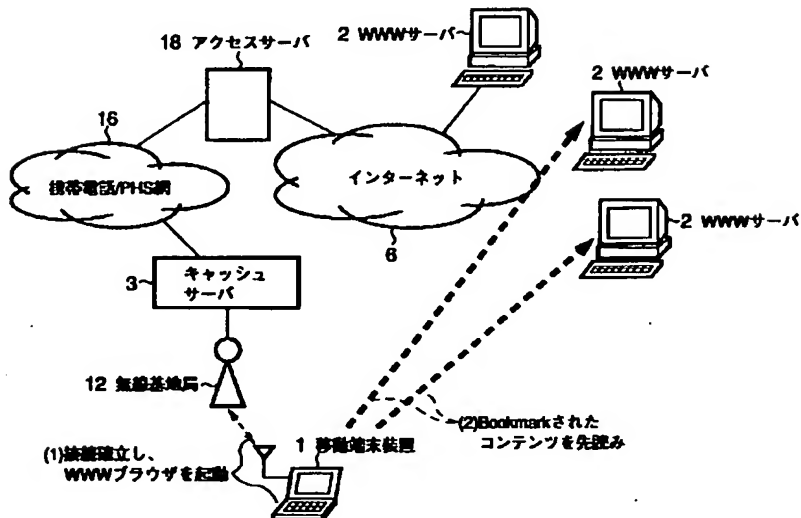 18 アクセスサーバ
2 WWWサーバ
2 WWWサーバ
16
携帯電話/PHS網
インターネット
2 WWWサーバ
6
3
キャッシュ
サーバ
12 無線基地局
(1)接続確立し、
WWWブラウザを起動
1 移動端末装置
(2)Bookmarkされた
コンテンツを先読み